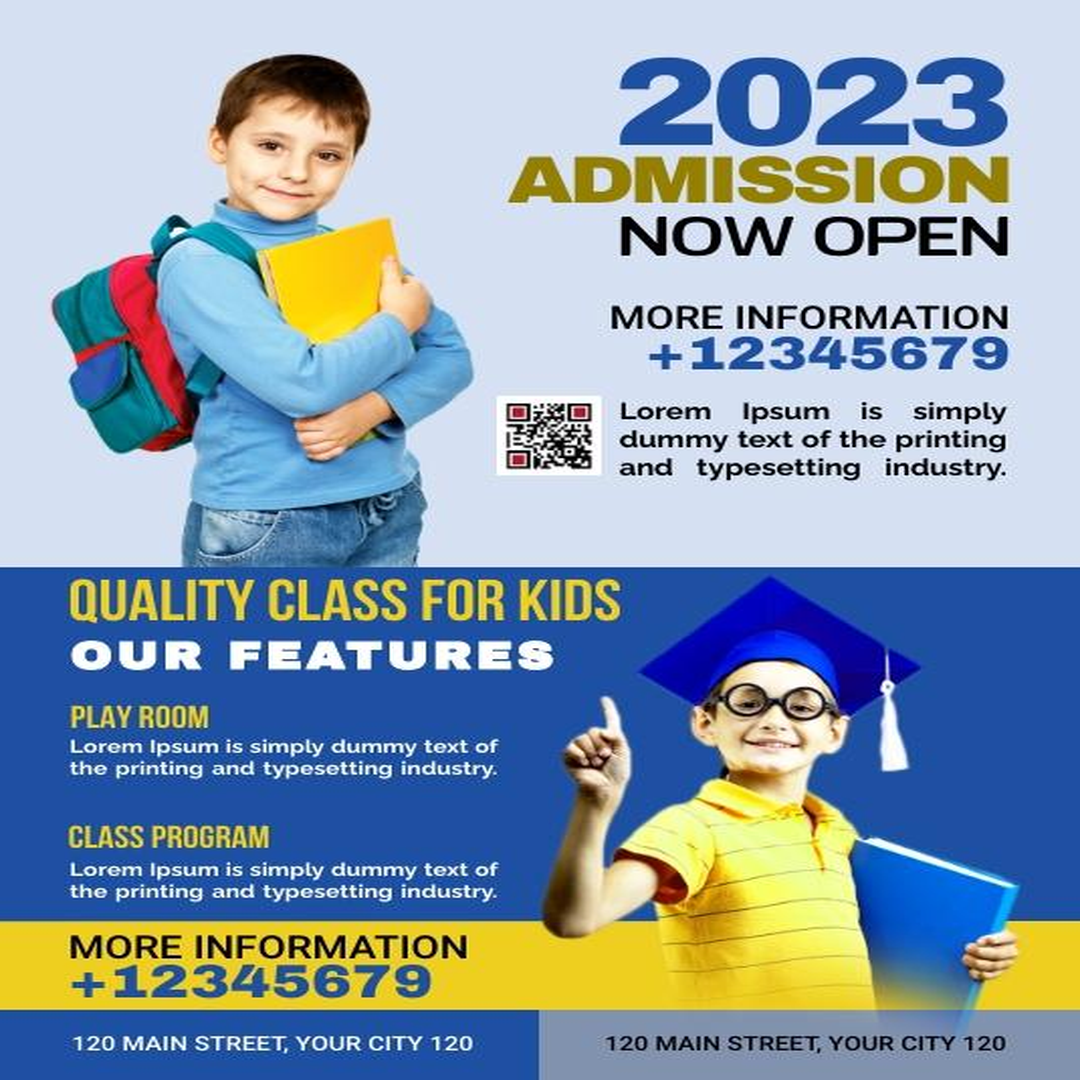 2023
ADMISSION
NOW OPEN
MORE INFORMATION
+12345679
Lorem Ipsum is simply
dummy text of the printing
and typesetting industry.
QUALITY CLASS FOR KIDS
OUR FEATURES
PLAY ROOM
Lorem Ipsum is simply dummy text of
the printing and typesetting industry.
CLASS PROGRAM
Lorem Ipsum is simply dummy text of
the printing and typesetting industry.
MORE INFORMATION
+12345679
120 MAIN STREET, YOUR CITY 120
120 MAIN STREET, YOUR CITY 120